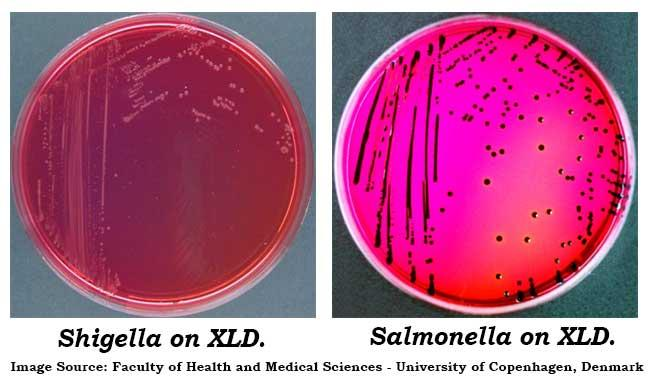 Shigella on XLD.
Salmonella on XLD.
Image Source: Faculty of Health and Medical Sciences - University of Copenhagen, Denmark